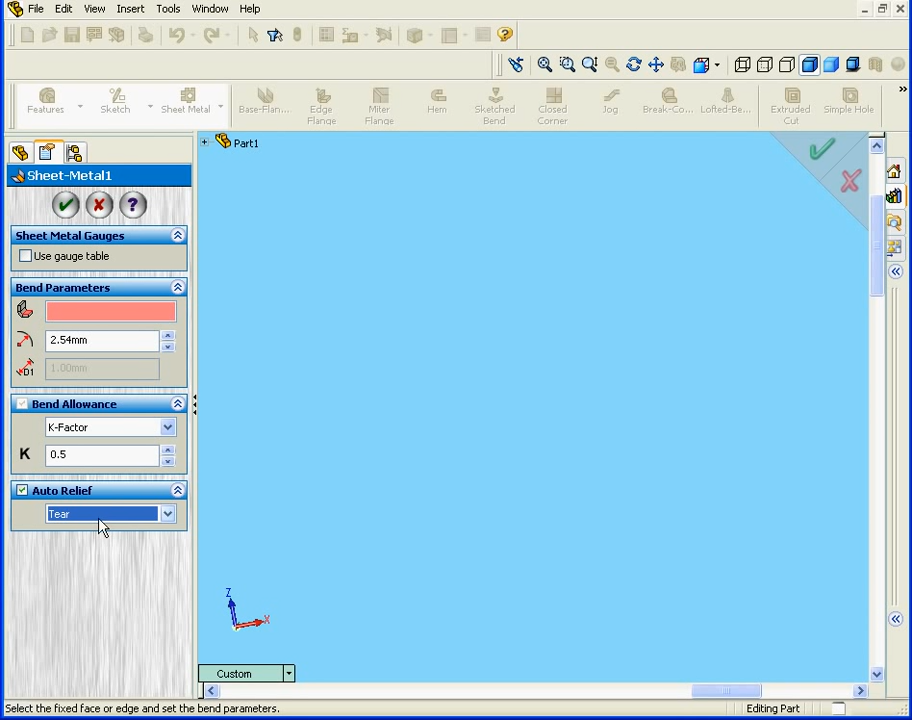 File Edit View Insert Tools Window Help
Features Sketch Sheet Metal Base-Flan... Edge Flange Miter Flange Hem Sketched Bend Closed Corner Jog Break-Co... Lofted-Be... Extruded Cut Simple Hole
Part1
Sheet-Metal1
Sheet Metal Gauges
Use gauge table
Bend Parameters
2.54mm
D1 1.00mm
Bend Allowance
K-Factor
K 0.5
Auto Relief
Tear
Z
X
Custom
Select the fixed face or edge and set the bend parameters. Editing Part